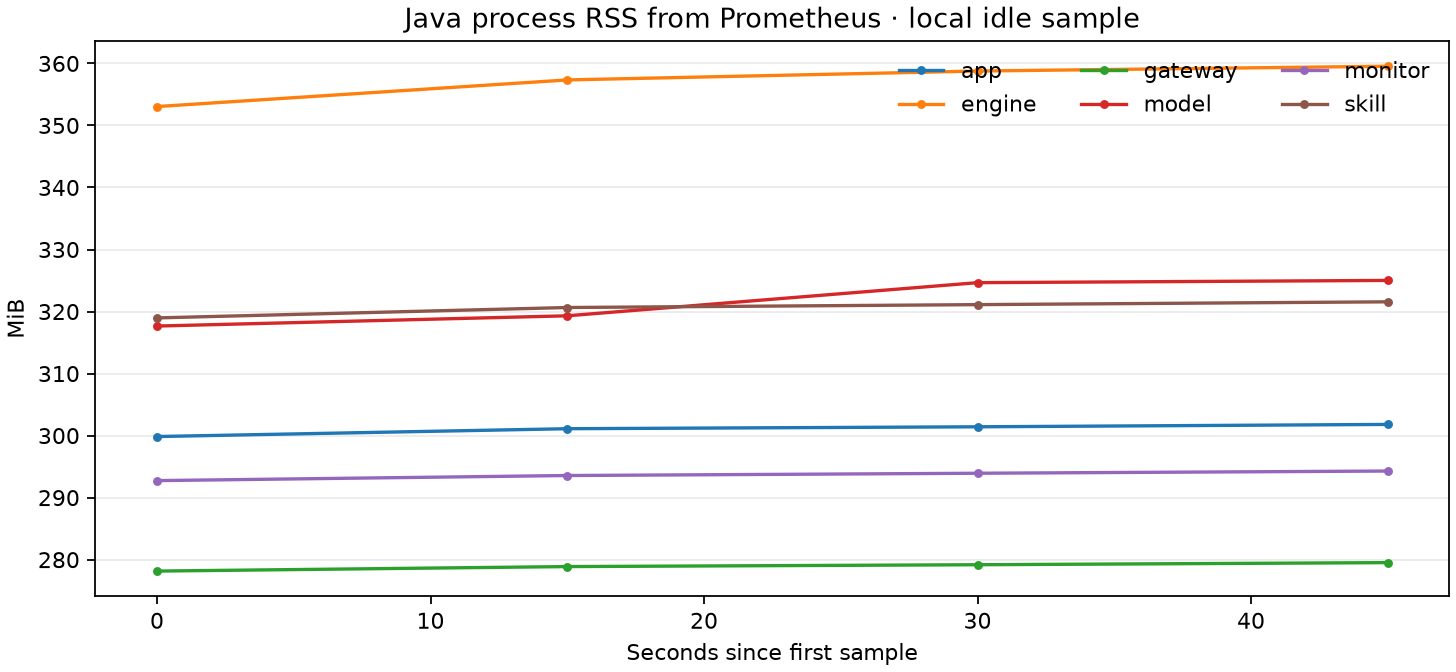 Java process RSS from Prometheus · local idle sample
MiB
360
350
340
330
320
310
300
290
280
app gateway monitor
engine model skill
0 10 20 30 40
Seconds since first sample